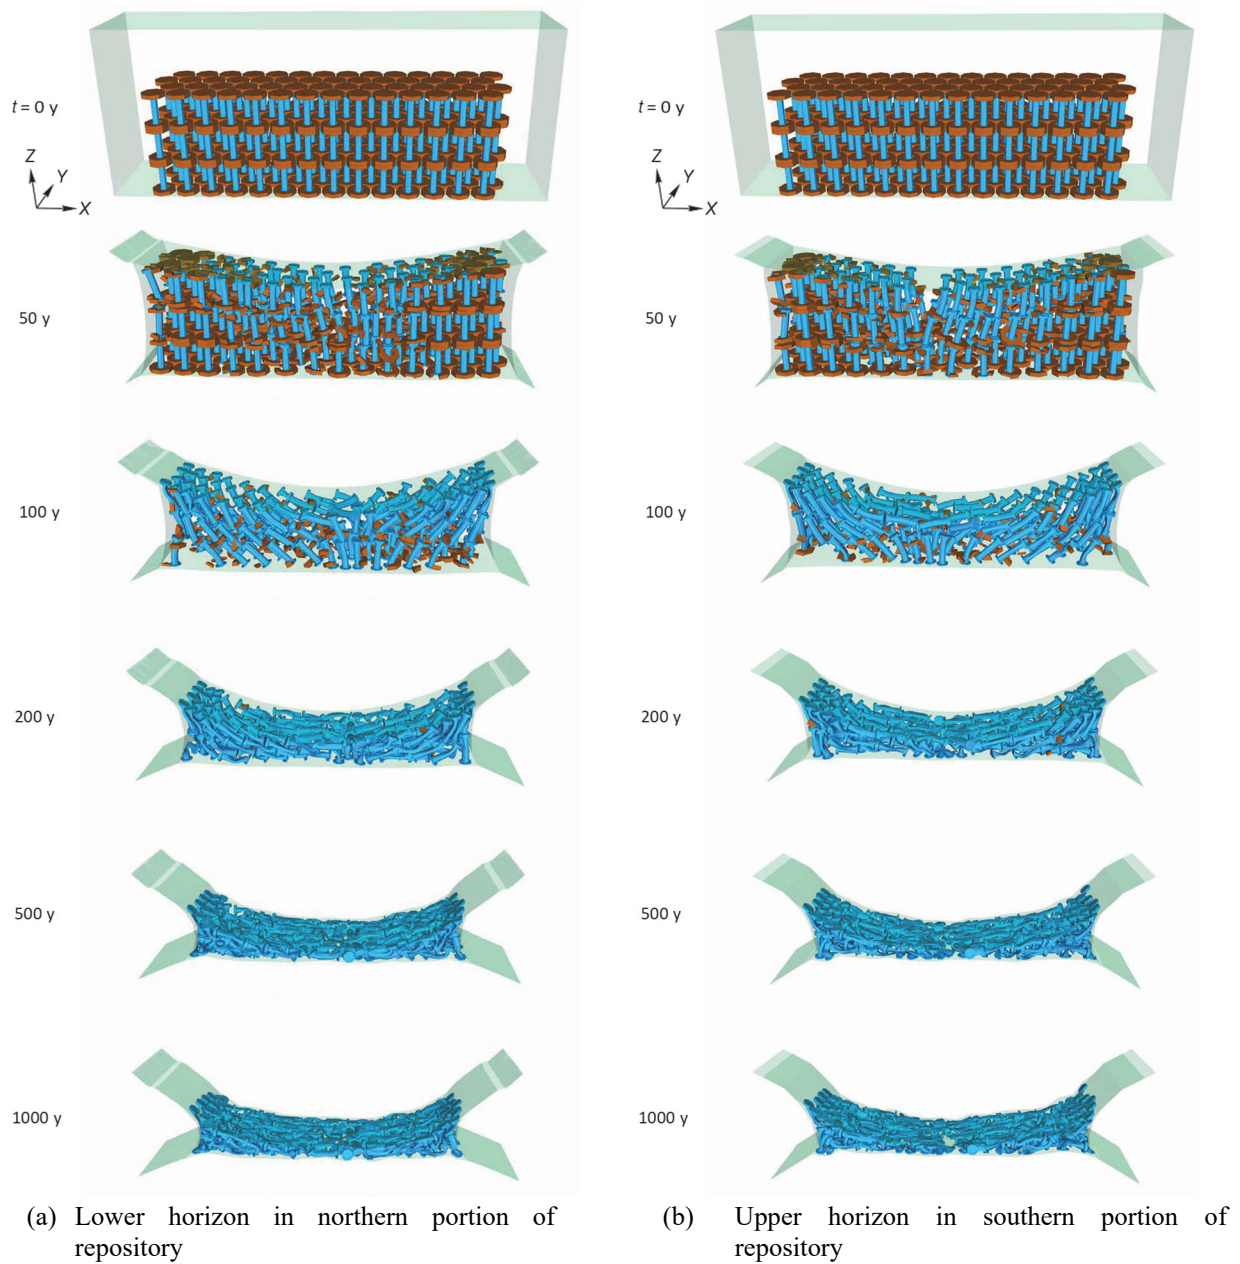 t = 0 y
Z
Y
X
50 y
100 y
200 y
500 y
1000 y
(a) Lower horizon in northern portion of
repository
t = 0 y
Z
Y
X
50 y
100 y
200 y
500 y
1000 y
(b) Upper horizon in southern portion of
repository